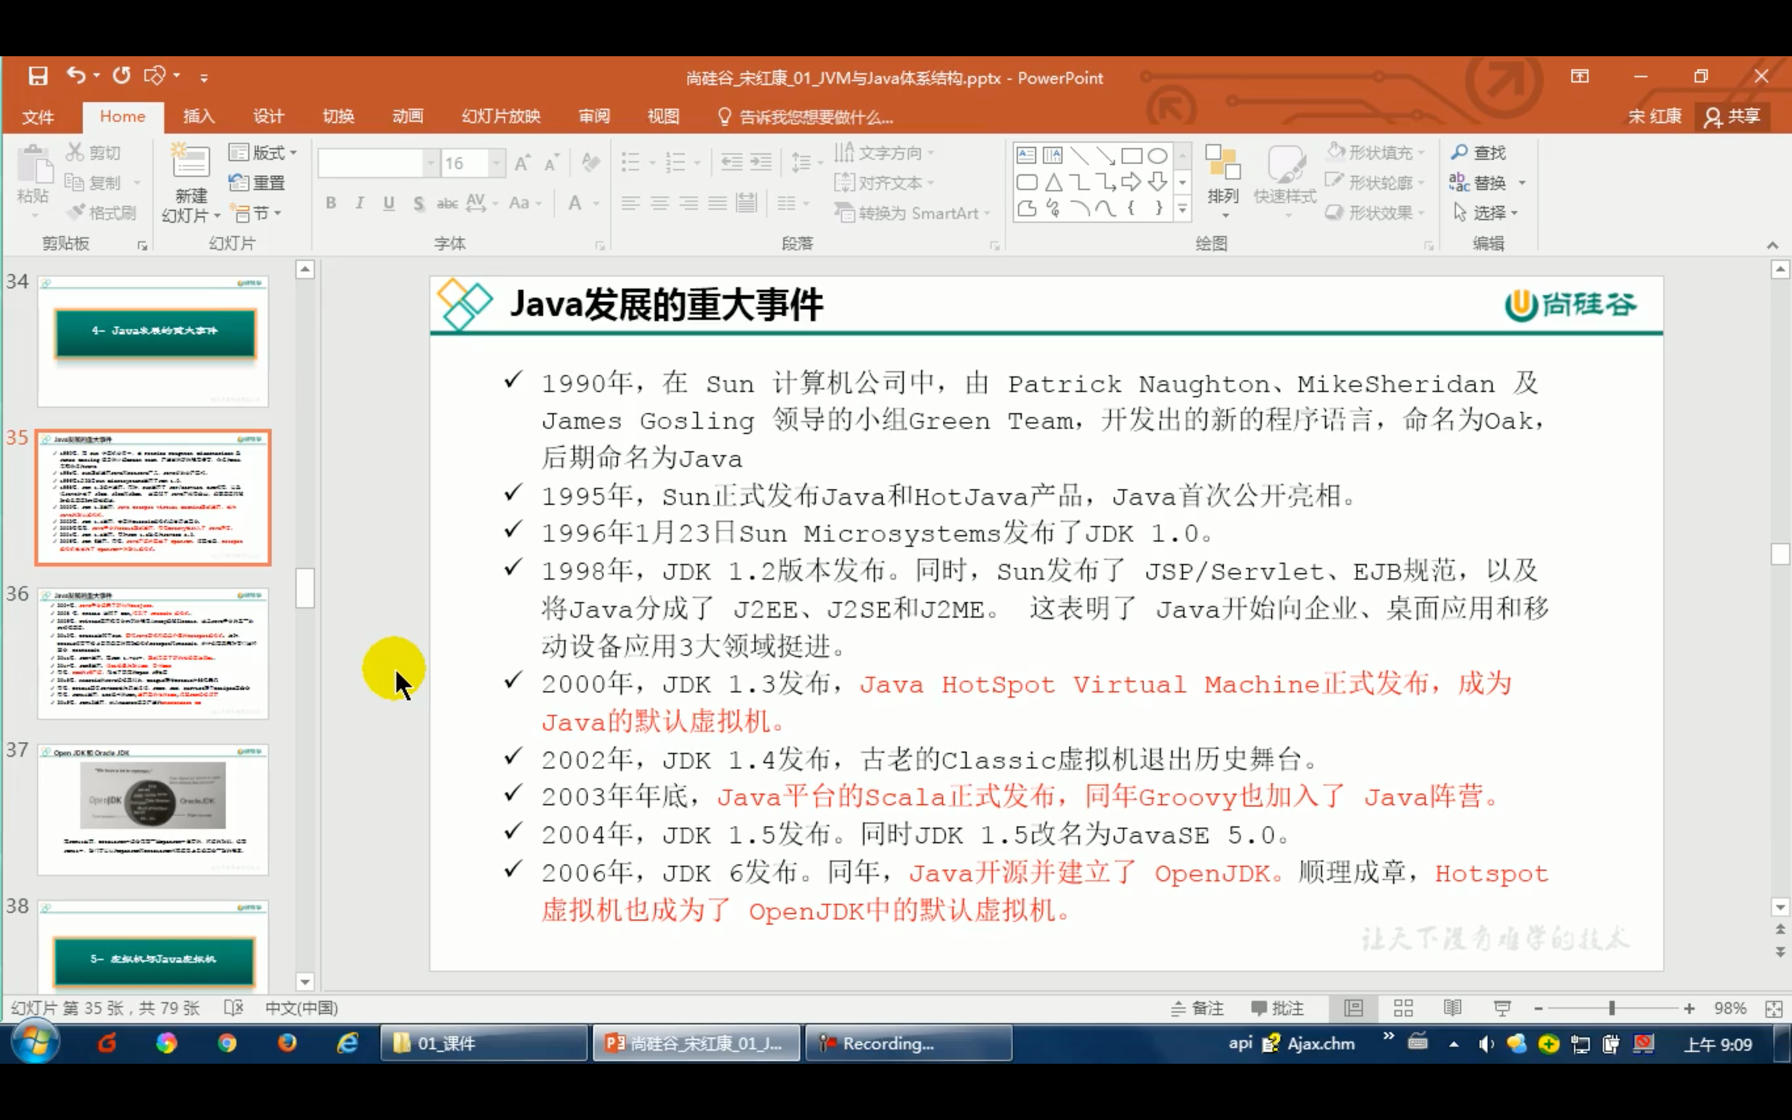 尚硅谷_宋红康_01_JVM与Java体系结构.pptx - PowerPoint
文件 Home 插入 设计 切换 动画 幻灯片放映 审阅 视图 告诉我您想要做什么... 宋 红康 共享
粘贴 剪切 复制 格式刷 剪贴板
新建 幻灯片 版式 重置 节 幻灯片
16 B I U S abc AV Aa A 字体
文字方向 对齐文本 转换为 SmartArt 段落
排列 快速样式 形状填充 形状轮廓 形状效果 绘图
查找 替换 选择 编辑
34
4- Java发展的重大事件
35
Java发展的重大事件
36
Java发展的重大事件
37
Open JDK 和 Oracle JDK
38
5- 虚拟机与Java虚拟机
Java发展的重大事件
尚硅谷
✓ 1990年，在 Sun 计算机公司中，由 Patrick Naughton、MikeSheridan 及
James Gosling 领导的小组Green Team，开发出的新的程序语言，命名为Oak，
后期命名为Java
✓ 1995年，Sun正式发布Java和HotJava产品，Java首次公开亮相。
✓ 1996年1月23日Sun Microsystems发布了JDK 1.0。
✓ 1998年，JDK 1.2版本发布。同时，Sun发布了 JSP/Servlet、EJB规范，以及
将Java分成了 J2EE、J2SE和J2ME。 这表明了 Java开始向企业、桌面应用和移
动设备应用3大领域挺进。
✓ 2000年，JDK 1.3发布，Java HotSpot Virtual Machine正式发布，成为
Java的默认虚拟机。
✓ 2002年，JDK 1.4发布，古老的Classic虚拟机退出历史舞台。
✓ 2003年年底，Java平台的Scala正式发布，同年Groovy也加入了 Java阵营。
✓ 2004年，JDK 1.5发布。同时JDK 1.5改名为JavaSE 5.0。
✓ 2006年，JDK 6发布。同年，Java开源并建立了 OpenJDK。顺理成章，Hotspot
虚拟机也成为了 OpenJDK中的默认虚拟机。
让天下没有难学的技术
幻灯片 第 35 张，共 79 张 中文(中国) 备注 批注 98%
01_课件 尚硅谷_宋红康_01_J... Recording... api Ajax.chm 上午 9:09